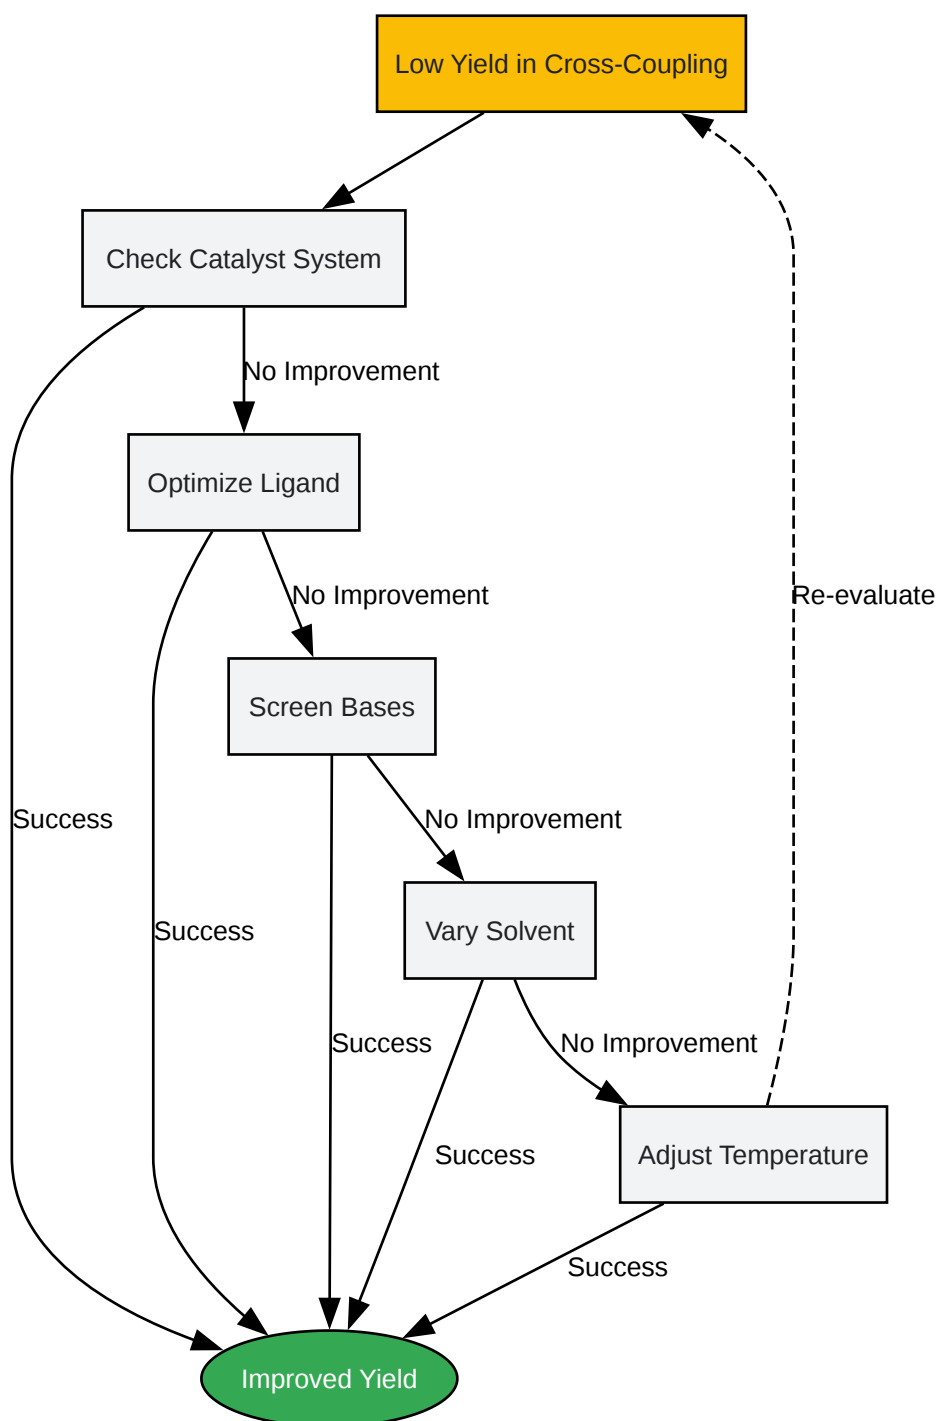 Low Yield in Cross-Coupling
Check Catalyst System
No Improvement
Optimize Ligand
No Improvement
Re-evaluate
Screen Bases
Success
No Improvement
Success
Vary Solvent
Success
No Improvement
Success
Adjust Temperature
Success
Improved Yield